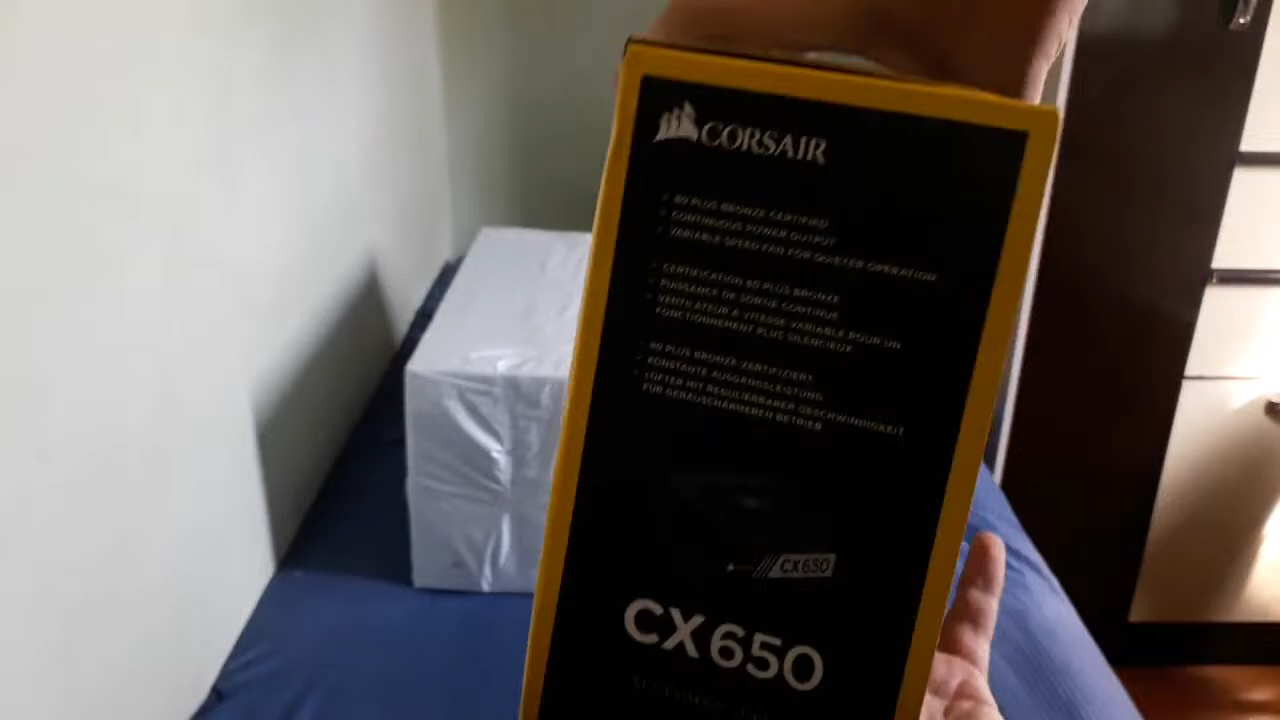 CORSAIR
80 PLUS BRONZE CERTIFIED
CONTINUOUS POWER OUTPUT
VARIABLE SPEED FAN FOR QUIETER OPERATION
CERTIFICATION 80 PLUS BRONZE
PUISSANCE DE SORTIE CONTINUE
VENTILATEUR À VITESSE VARIABLE POUR UN
FONCTIONNEMENT PLUS SILENCIEUX
80 PLUS BRONZE-ZERTIFIZIERT
KONSTANTE AUSGANGSLEISTUNG
LÜFTER MIT REGULIERBARER GESCHWINDIGKEIT
FÜR GERÄUSCHÄRMEREN BETRIEB
CX650
CX650